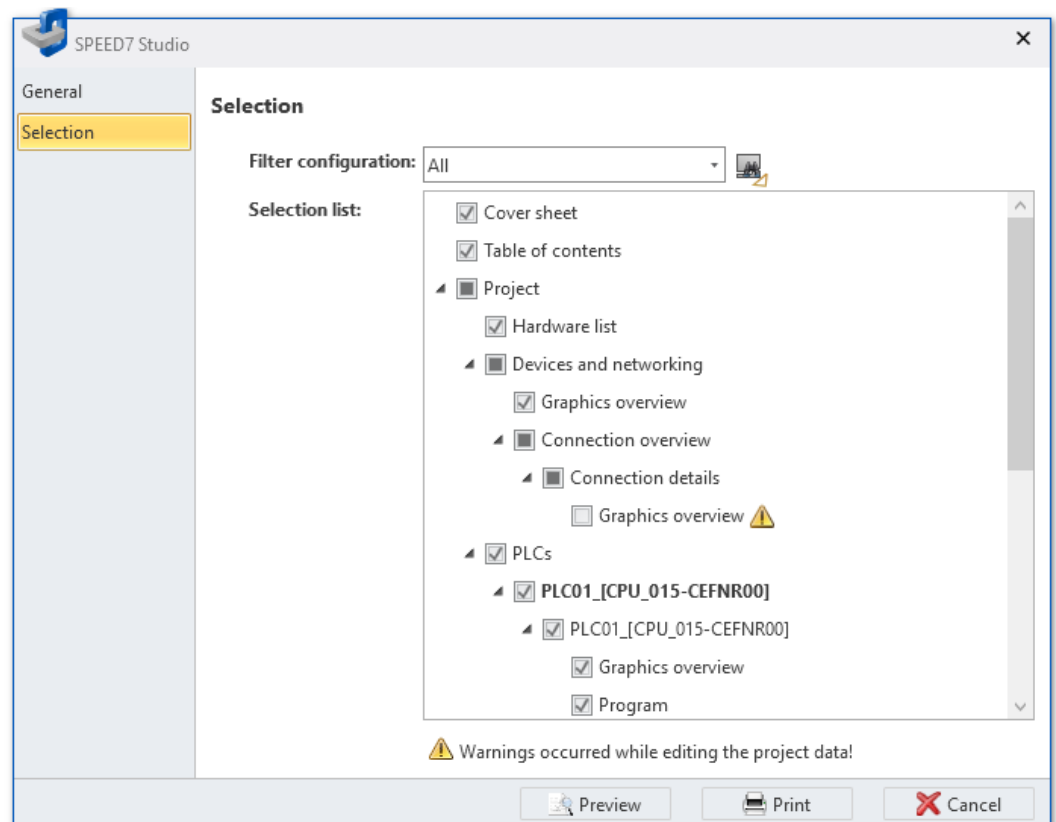 SPEED7 Studio
General
Selection
Selection
Filter configuration: All
Selection list:
Cover sheet
Table of contents
Project
Hardware list
Devices and networking
Graphics overview
Connection overview
Connection details
Graphics overview
PLCs
PLC01_[CPU_015-CEFNR00]
PLC01_[CPU_015-CEFNR00]
Graphics overview
Program
Warnings occurred while editing the project data!
Preview Print Cancel